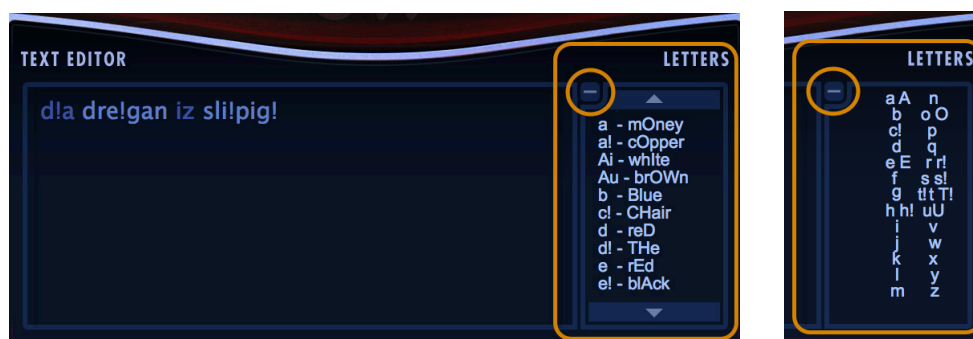 TEXT EDITOR
LETTERS
d!a dre!gan iz sli!pig!
a - mOney
a! - cOpper
Ai - whIte
Au - brOWn
b - Blue
c! - CHair
d - reD
d! - THe
e - rEd
e! - blAck
LETTERS
a A n
b o O
c! p
d q
e E r r!
f s s!
g t!t T!
h h! uU
i v
j w
k x
l y
m z